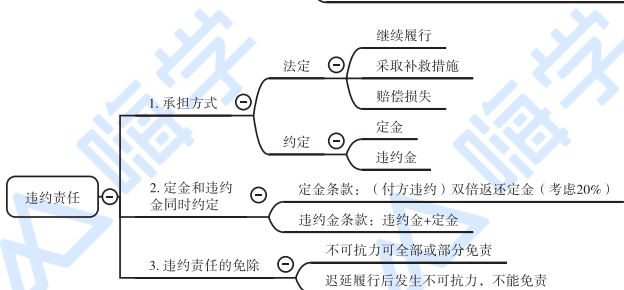 继续履行
法定
采取补救措施
1. 承担方式
赔偿损失
定金
约定
违约金
违约责任
2. 定金和违约
金同时约定
定金条款：（付方违约）双倍返还定金（考虑20%）
违约金条款：违约金+定金
3. 违约责任的免除
不可抗力可全部或部分免责
迟延履行后发生不可抗力，不能免责
嗨学
嗨学